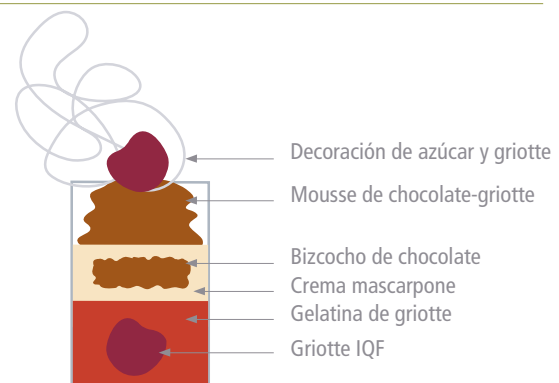 Decoración de azúcar y griotte
Mousse de chocolate-griotte
Bizcocho de chocolate
Crema mascarpone
Gelatina de griotte
Griotte IQF